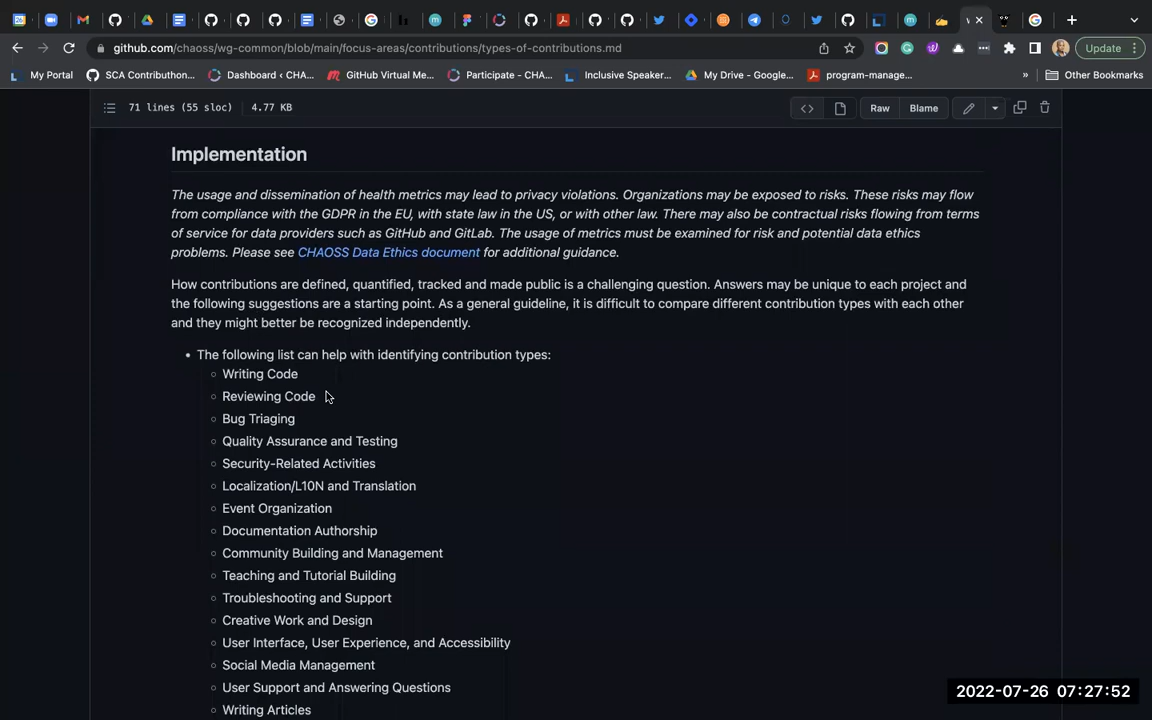 Update
github.com/chaoss/wg-common/blob/main/focus-areas/contributions/types-of-contributions.md
My Portal
SCA Contributhon...
Dashboard ‹ CHA...
GitHub Virtual Me...
Participate - CHA...
Inclusive Speaker...
My Drive - Google...
program-manage...
»
Other Bookmarks
71 lines (55 sloc) 4.77 KB
Raw
Blame
Implementation
The usage and dissemination of health metrics may lead to privacy violations. Organizations may be exposed to risks. These risks may flow
from compliance with the GDPR in the EU, with state law in the US, or with other law. There may also be contractual risks flowing from terms
of service for data providers such as GitHub and GitLab. The usage of metrics must be examined for risk and potential data ethics
problems. Please see CHAOSS Data Ethics document for additional guidance.
How contributions are defined, quantified, tracked and made public is a challenging question. Answers may be unique to each project and
the following suggestions are a starting point. As a general guideline, it is difficult to compare different contribution types with each other
and they might better be recognized independently.
• The following list can help with identifying contribution types:
◦ Writing Code
◦ Reviewing Code
◦ Bug Triaging
◦ Quality Assurance and Testing
◦ Security-Related Activities
◦ Localization/L10N and Translation
◦ Event Organization
◦ Documentation Authorship
◦ Community Building and Management
◦ Teaching and Tutorial Building
◦ Troubleshooting and Support
◦ Creative Work and Design
◦ User Interface, User Experience, and Accessibility
◦ Social Media Management
◦ User Support and Answering Questions
◦ Writing Articles
2022-07-26 07:27:52